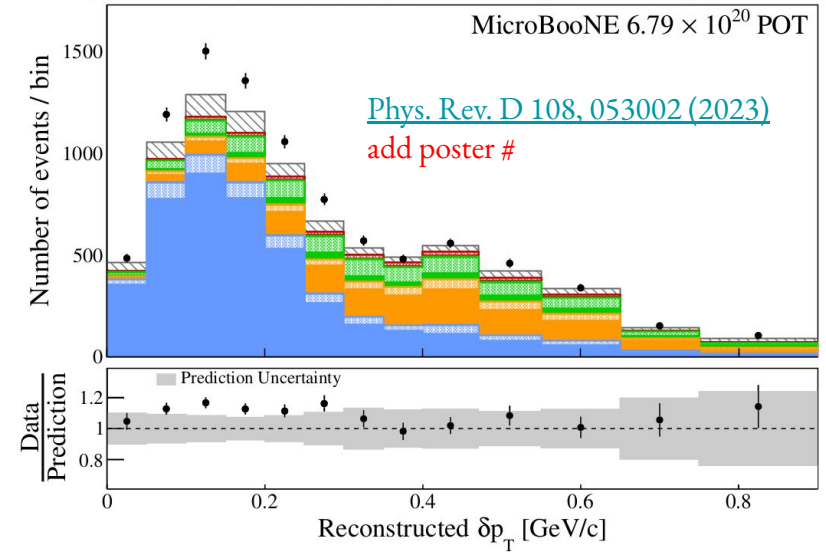 MicroBooNE 6.79 × 10²⁰ POT
Phys. Rev. D 108, 053002 (2023)
add poster #
Number of events / bin
1500
1000
500
0
Prediction Uncertainty
Data
Prediction
1.2
1
0.8
0 0.2 0.4 0.6 0.8
Reconstructed δp_T [GeV/c]